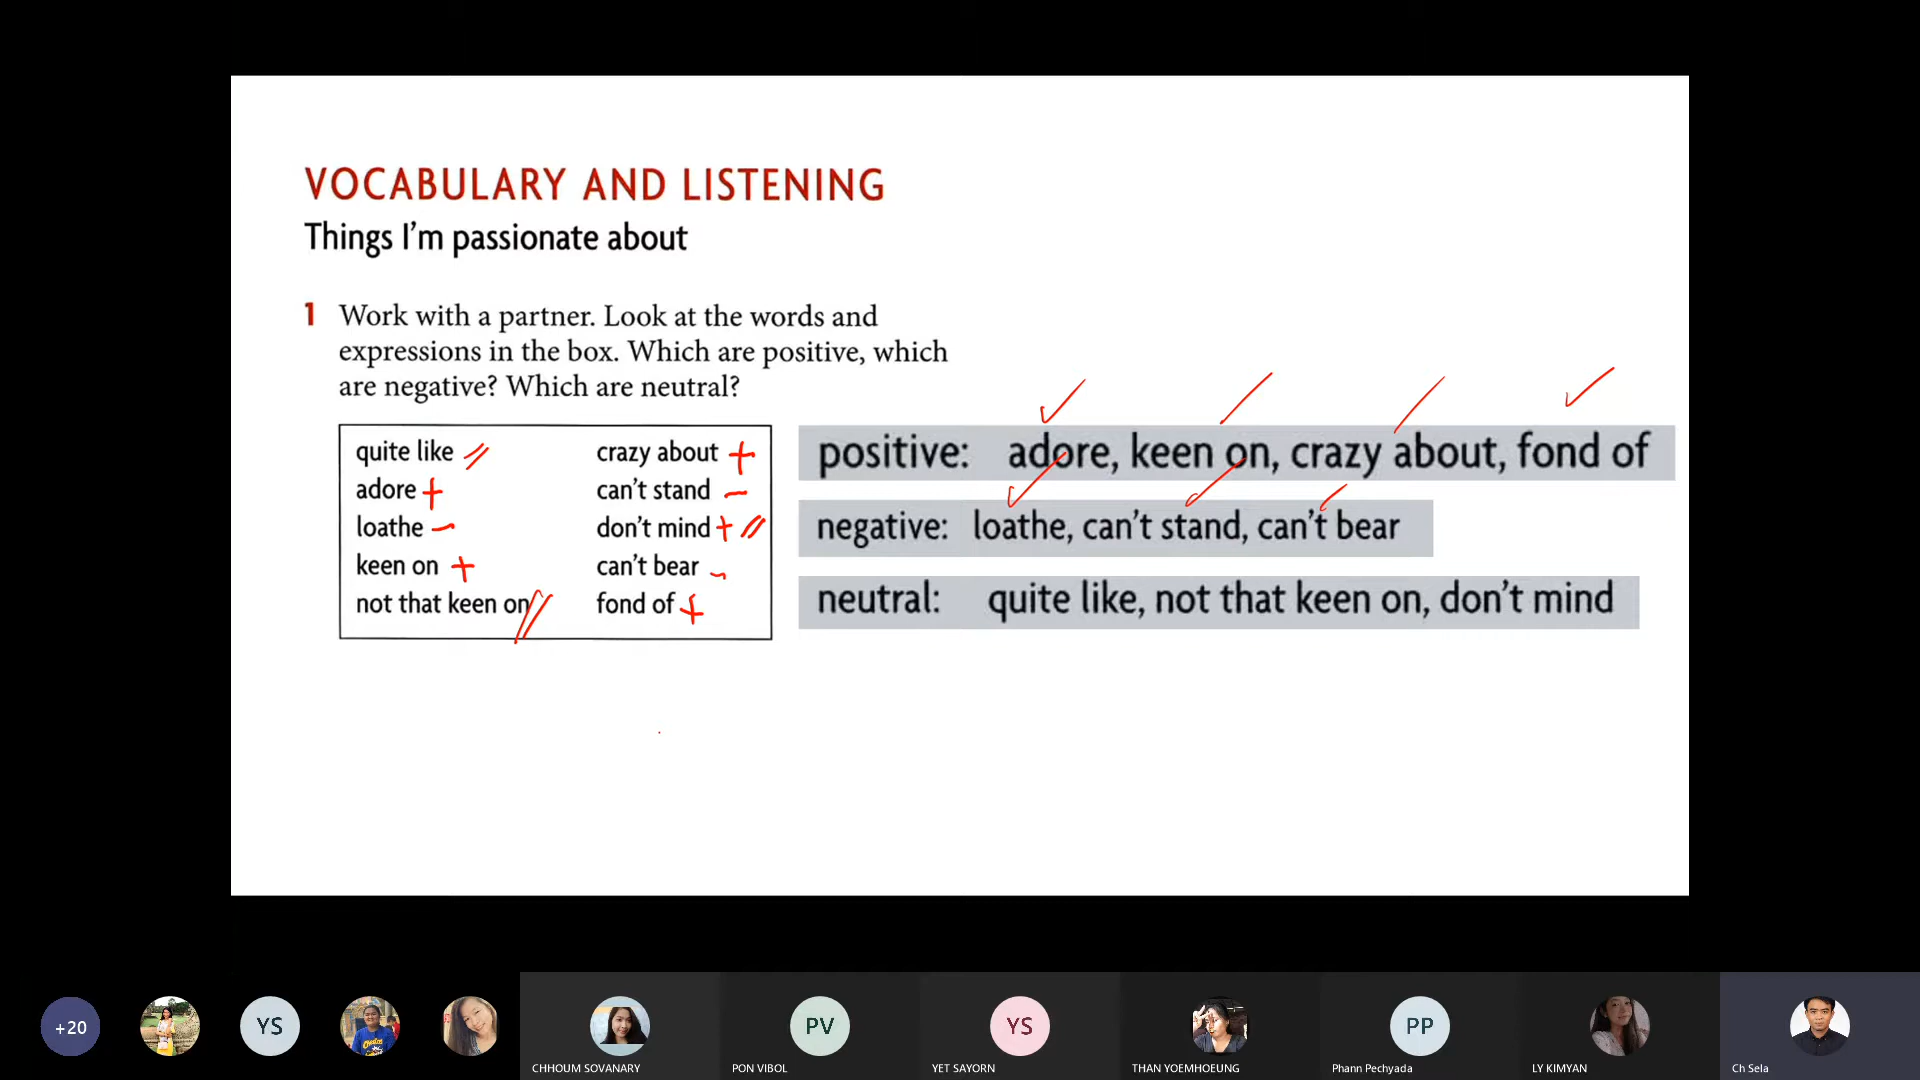 VOCABULARY AND LISTENING
Things I'm passionate about
1 Work with a partner. Look at the words and
expressions in the box. Which are positive, which
are negative? Which are neutral?
quite like //
adore +
loathe –
keen on +
not that keen on //
crazy about +
can't stand –
don't mind + //
can't bear –
fond of +
positive: adore, keen on, crazy about, fond of
negative: loathe, can't stand, can't bear
neutral: quite like, not that keen on, don't mind
+20
YS
PV
YS
PP
CHHOUM SOVANARY
PON VIBOL
YET SAYORN
THAN YOEMHOEUNG
Phann Pechyada
LY KIMYAN
Ch Sela